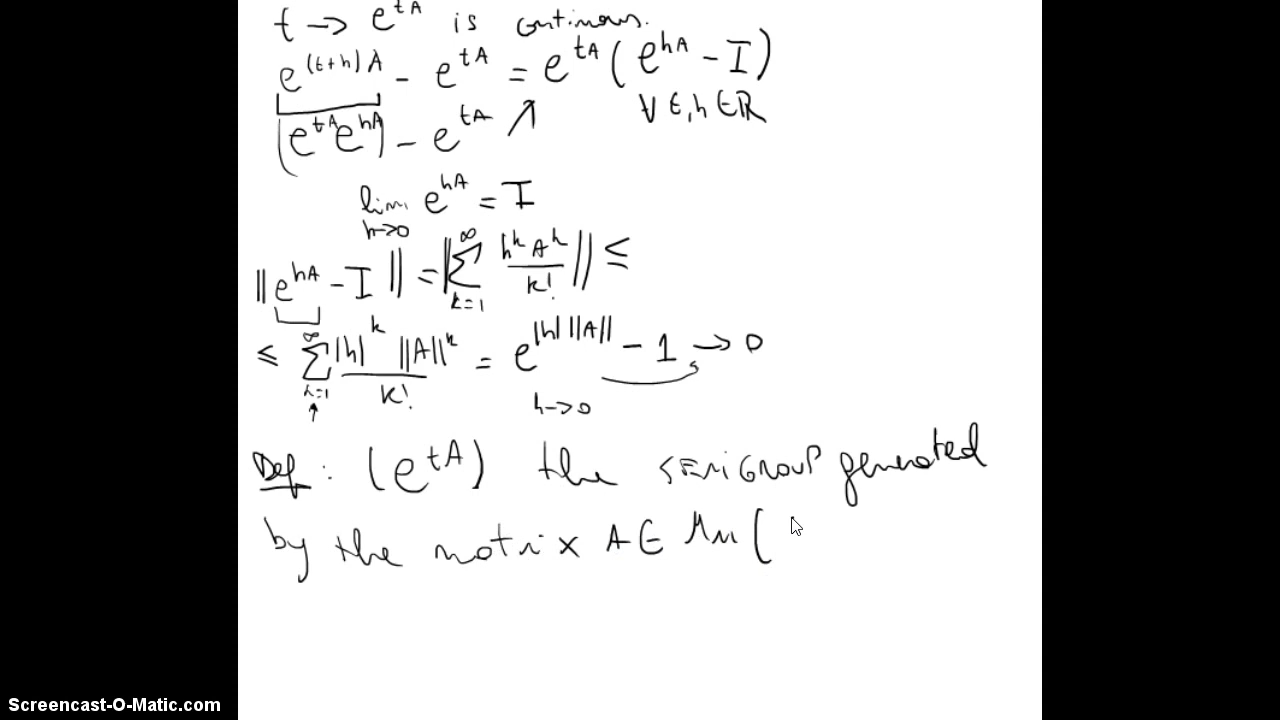 t → e^{tA} is continous.
e^{(t+h)A} - e^{tA} = e^{tA} ( e^{hA} - I )
(e^{tA} e^{hA}) - e^{tA} ↗ ∀ t, h ∈ ℝ
lim_{h→0} e^{hA} = I
‖ e^{hA} - I ‖ = ‖ ∑_{k=1}^{∞} h^k A^k / k! ‖ ≤
≤ ∑_{k=1}^{∞} |h|^k ‖A‖^k / k! = e^{|h| ‖A‖} - 1 → 0
h → 0
Def : (e^{tA}) the SEMIGROUP generated
by the matrix A ∈ Mn (
Screencast-O-Matic.com